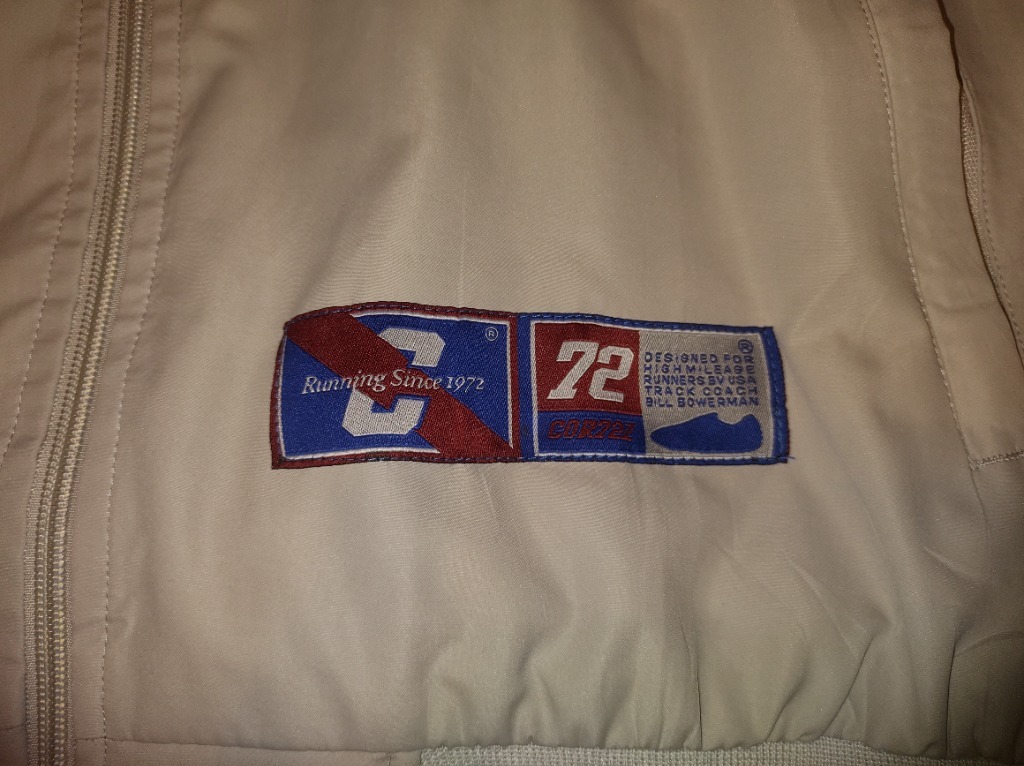 C ®
Running Since 1972
72
CORTEZ
®
DESIGNED FOR
HIGH MILEAGE
RUNNERS BY USA
TRACK COACH
BILL BOWERMAN